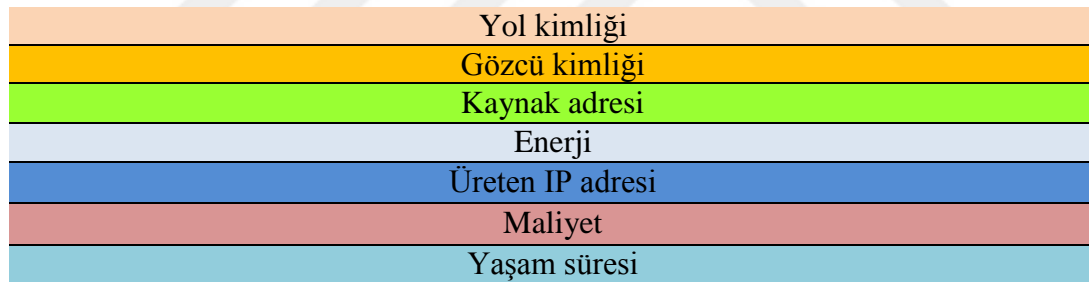 Yol kimliği
Gözcü kimliği
Kaynak adresi
Enerji
Üreten IP adresi
Maliyet
Yaşam süresi